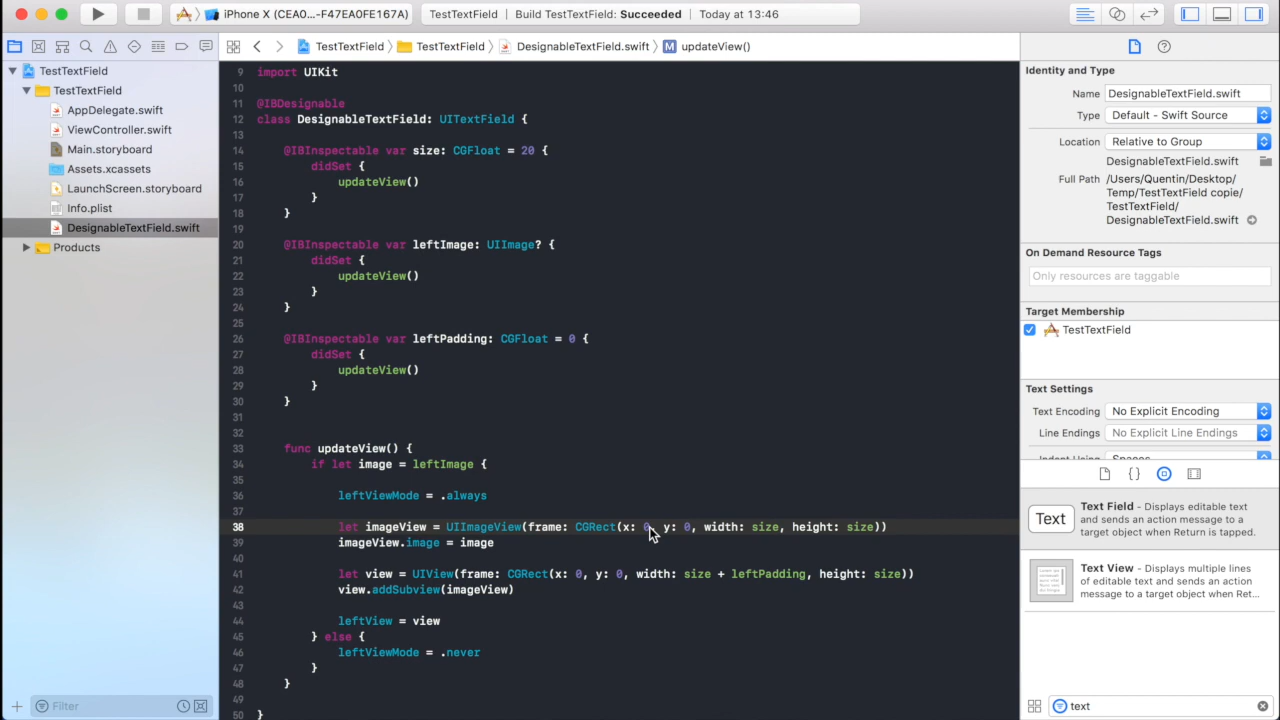 iPhone X (CEA0...-F47EA0FE167A)
TestTextField | Build TestTextField: Succeeded | Today at 13:46
TestTextField
TestTextField
AppDelegate.swift
ViewController.swift
Main.storyboard
Assets.xcassets
LaunchScreen.storyboard
Info.plist
DesignableTextField.swift
Products
Filter
TestTextField > TestTextField > DesignableTextField.swift > M updateView()
9 import UIKit
10
11 @IBDesignable
12 class DesignableTextField: UITextField {
13
14 @IBInspectable var size: CGFloat = 20 {
15 didSet {
16 updateView()
17 }
18 }
19
20 @IBInspectable var leftImage: UIImage? {
21 didSet {
22 updateView()
23 }
24 }
25
26 @IBInspectable var leftPadding: CGFloat = 0 {
27 didSet {
28 updateView()
29 }
30 }
31
32
33 func updateView() {
34 if let image = leftImage {
35
36 leftViewMode = .always
37
38 let imageView = UIImageView(frame: CGRect(x: 0, y: 0, width: size, height: size))
39 imageView.image = image
40
41 let view = UIView(frame: CGRect(x: 0, y: 0, width: size + leftPadding, height: size))
42 view.addSubview(imageView)
43
44 leftView = view
45 } else {
46 leftViewMode = .never
47 }
48 }
49
50 }
Identity and Type
Name DesignableTextField.swift
Type Default - Swift Source
Location Relative to Group
DesignableTextField.swift
Full Path /Users/Quentin/Desktop/
Temp/TestTextField copie/
TestTextField/
DesignableTextField.swift
On Demand Resource Tags
Only resources are taggable
Target Membership
TestTextField
Text Settings
Text Encoding No Explicit Encoding
Line Endings No Explicit Line Endings
Indent Using Spaces
Text
Text Field - Displays editable text
and sends an action message to a
target object when Return is tapped.
Text View - Displays multiple lines
of editable text and sends an action
message to a target object when Ret...
text